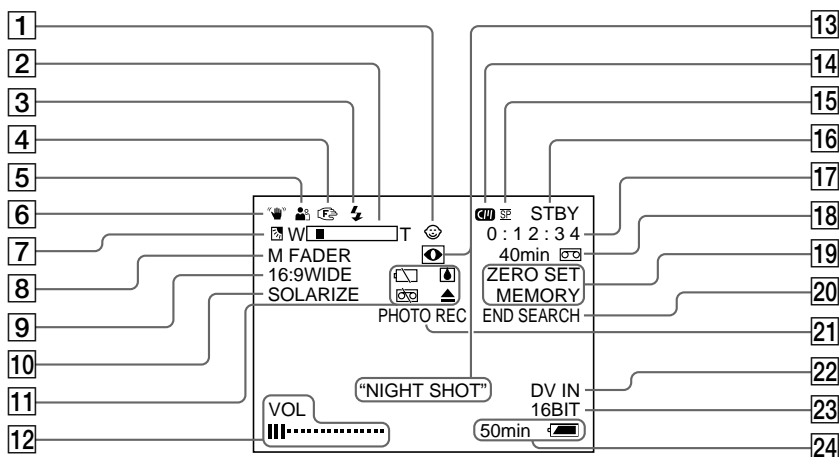 1
2
3
4
5
6
7
8
9
10
11
12
13
14
15
16
17
18
19
20
21
22
23
24
F
SP STBY
W T
0:12:34
40min
M FADER
16:9WIDE
ZERO SET
SOLARIZE
MEMORY
PHOTO REC
END SEARCH
“NIGHT SHOT”
DV IN
VOL
16BIT
50min